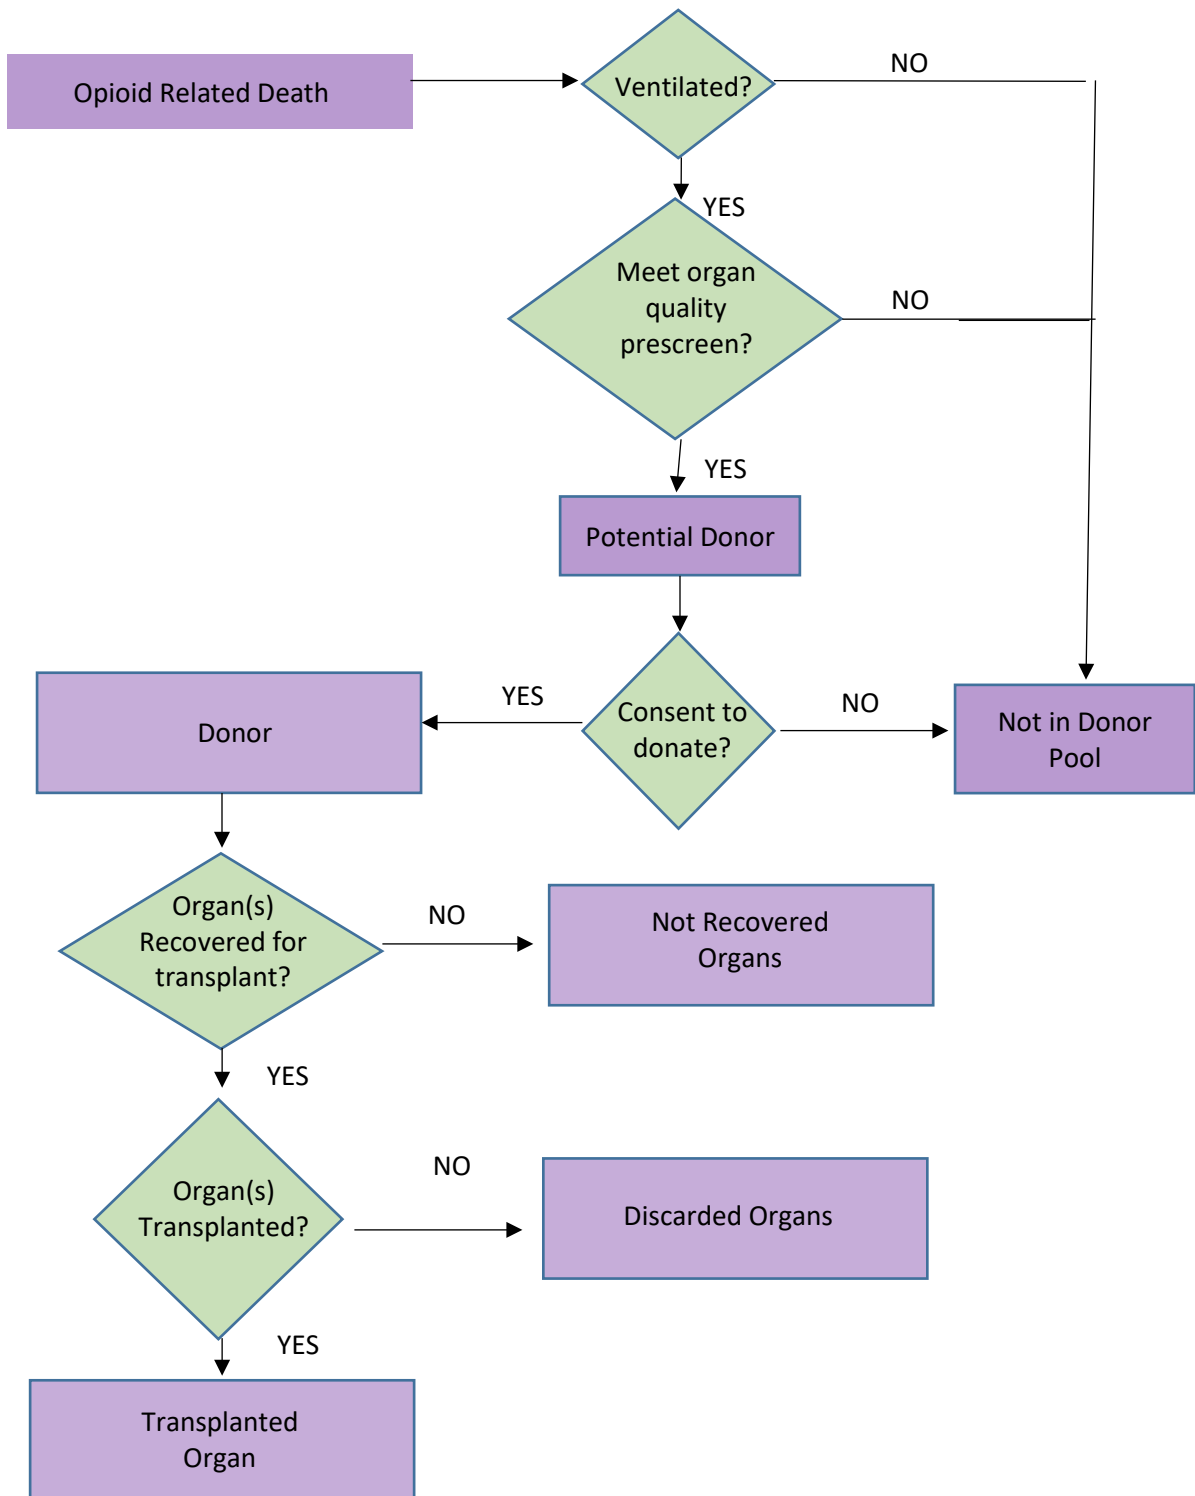 Opioid Related Death
Ventilated?
NO
YES
Meet organ
quality
prescreen?
NO
YES
Potential Donor
Consent to
donate?
YES
NO
Donor
Not in Donor
Pool
Organ(s)
Recovered for
transplant?
NO
Not Recovered
Organs
YES
Organ(s)
Transplanted?
NO
Discarded Organs
YES
Transplanted
Organ